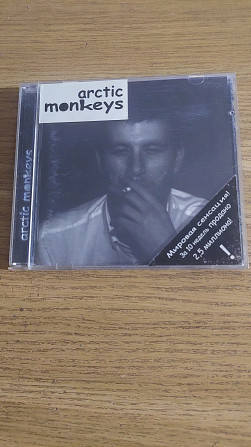 arctic
monkeys
arctic monkeys
Мировая сенсация!
За 10 недель продано
2,5 миллиона!